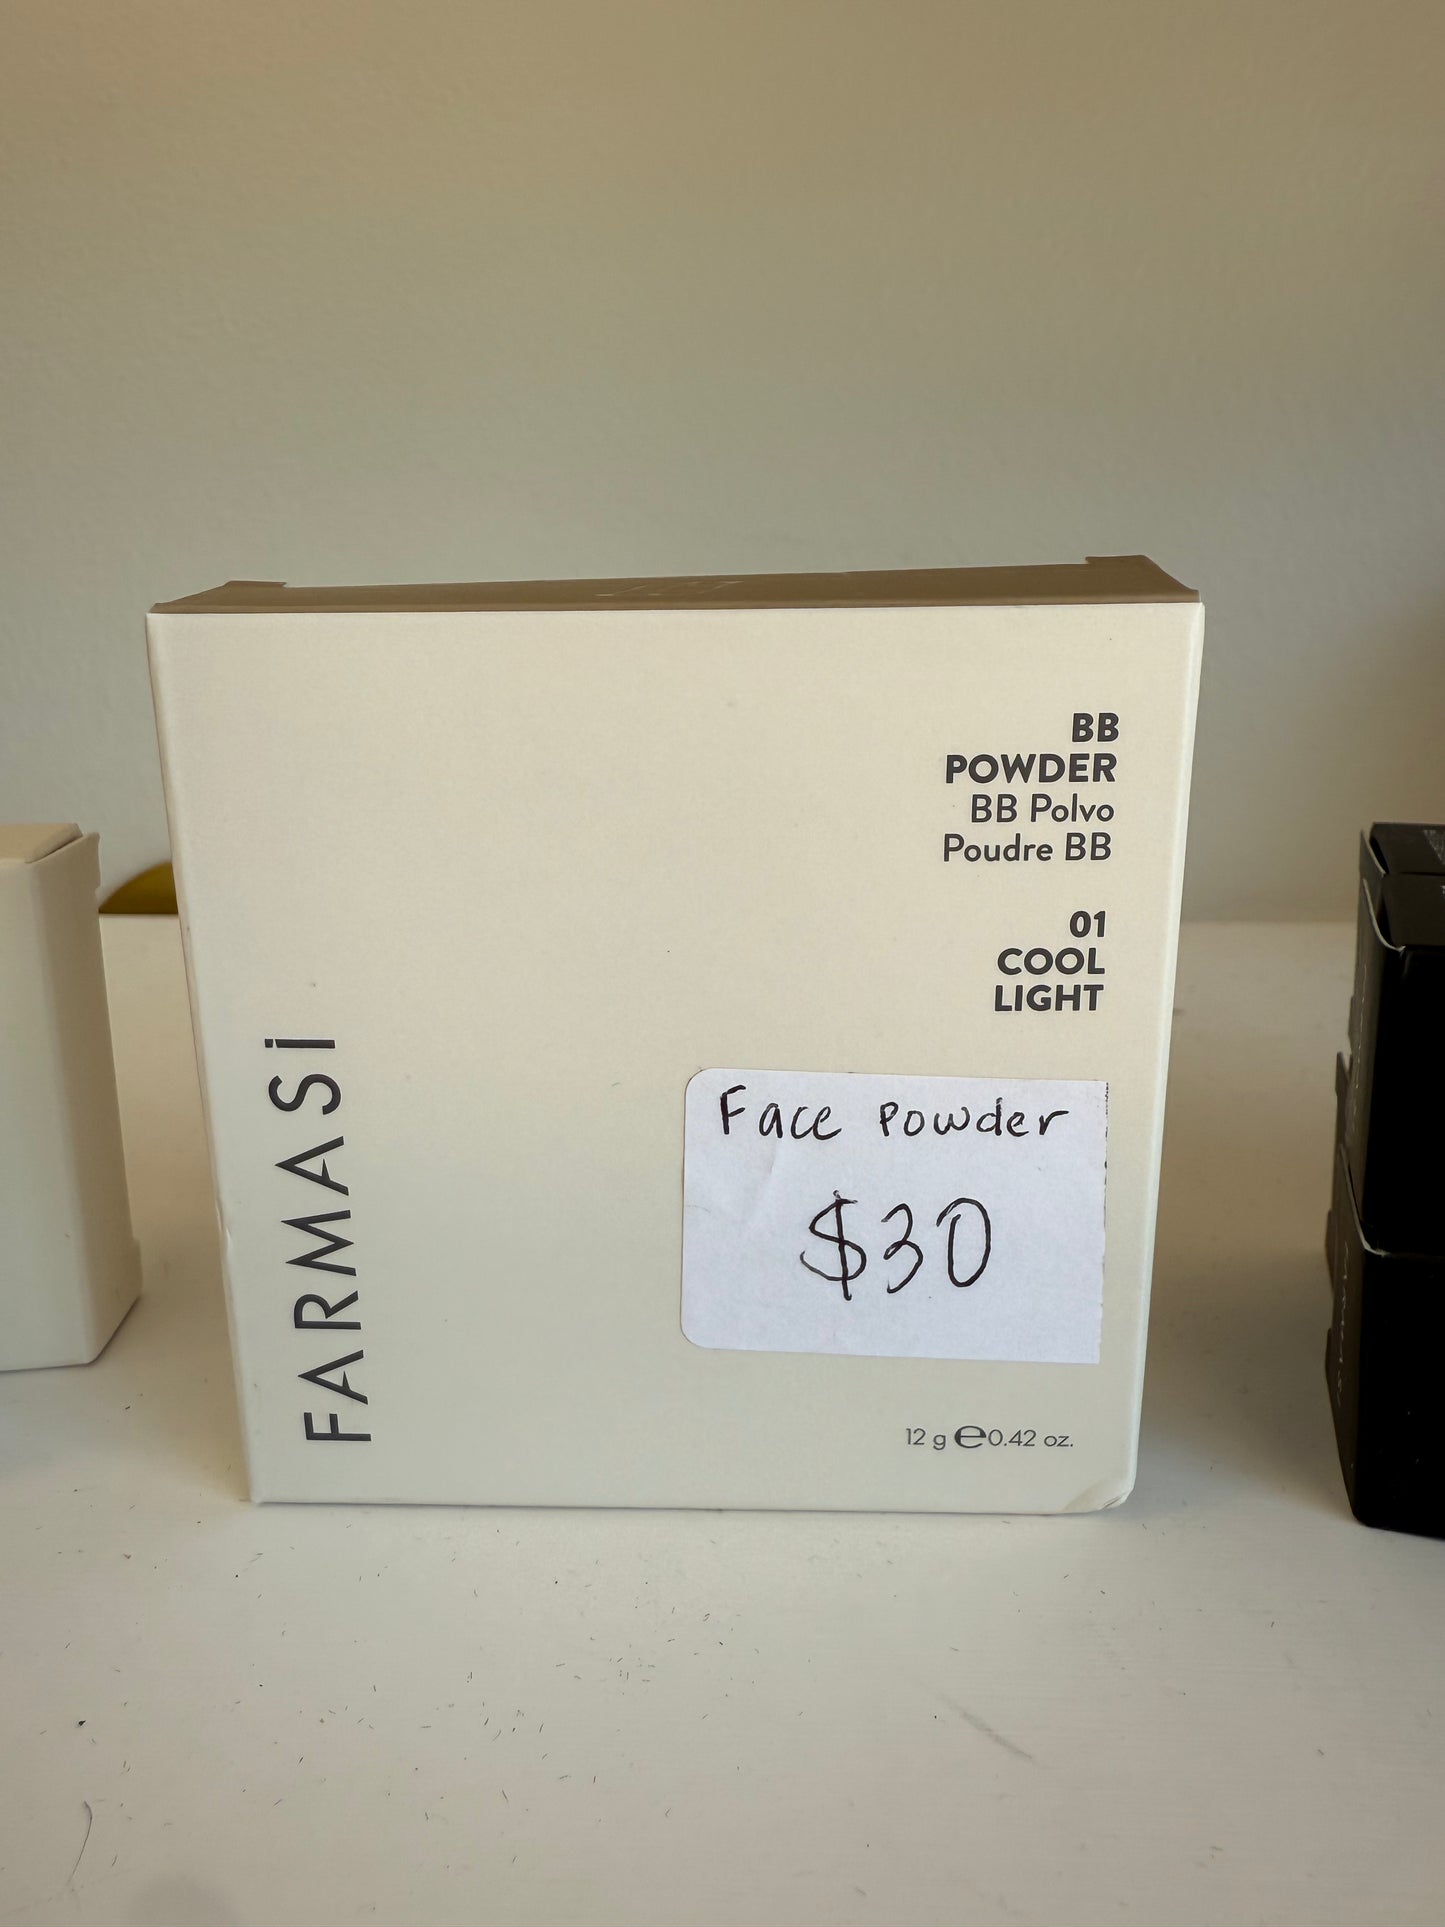 BB
POWDER
BB Polvo
Poudre BB
01
COOL
LIGHT
FARMASİ
Face Powder
$30
12 g ℮0.42 oz.